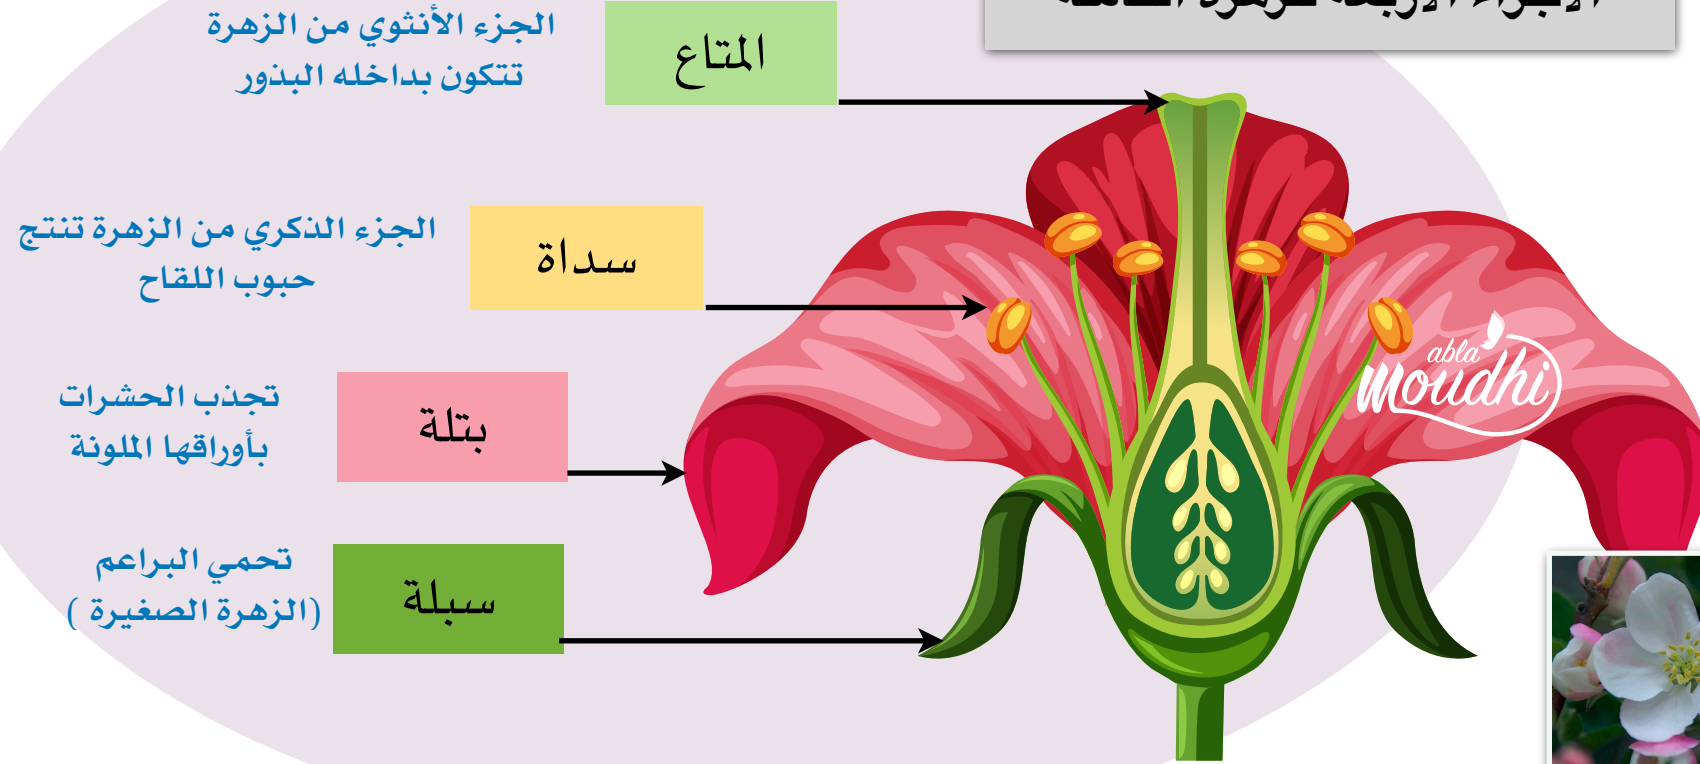 الجزء الأنثوي من الزهرة
تتكون بداخله البذور
المتاع
الجزء الذكري من الزهرة تنتج
حبوب اللقاح
سداة
تجذب الحشرات
بأوراقها الملونة
بتلة
تحمي البراعم
(الزهرة الصغيرة )
سبلة
abla
moudhi